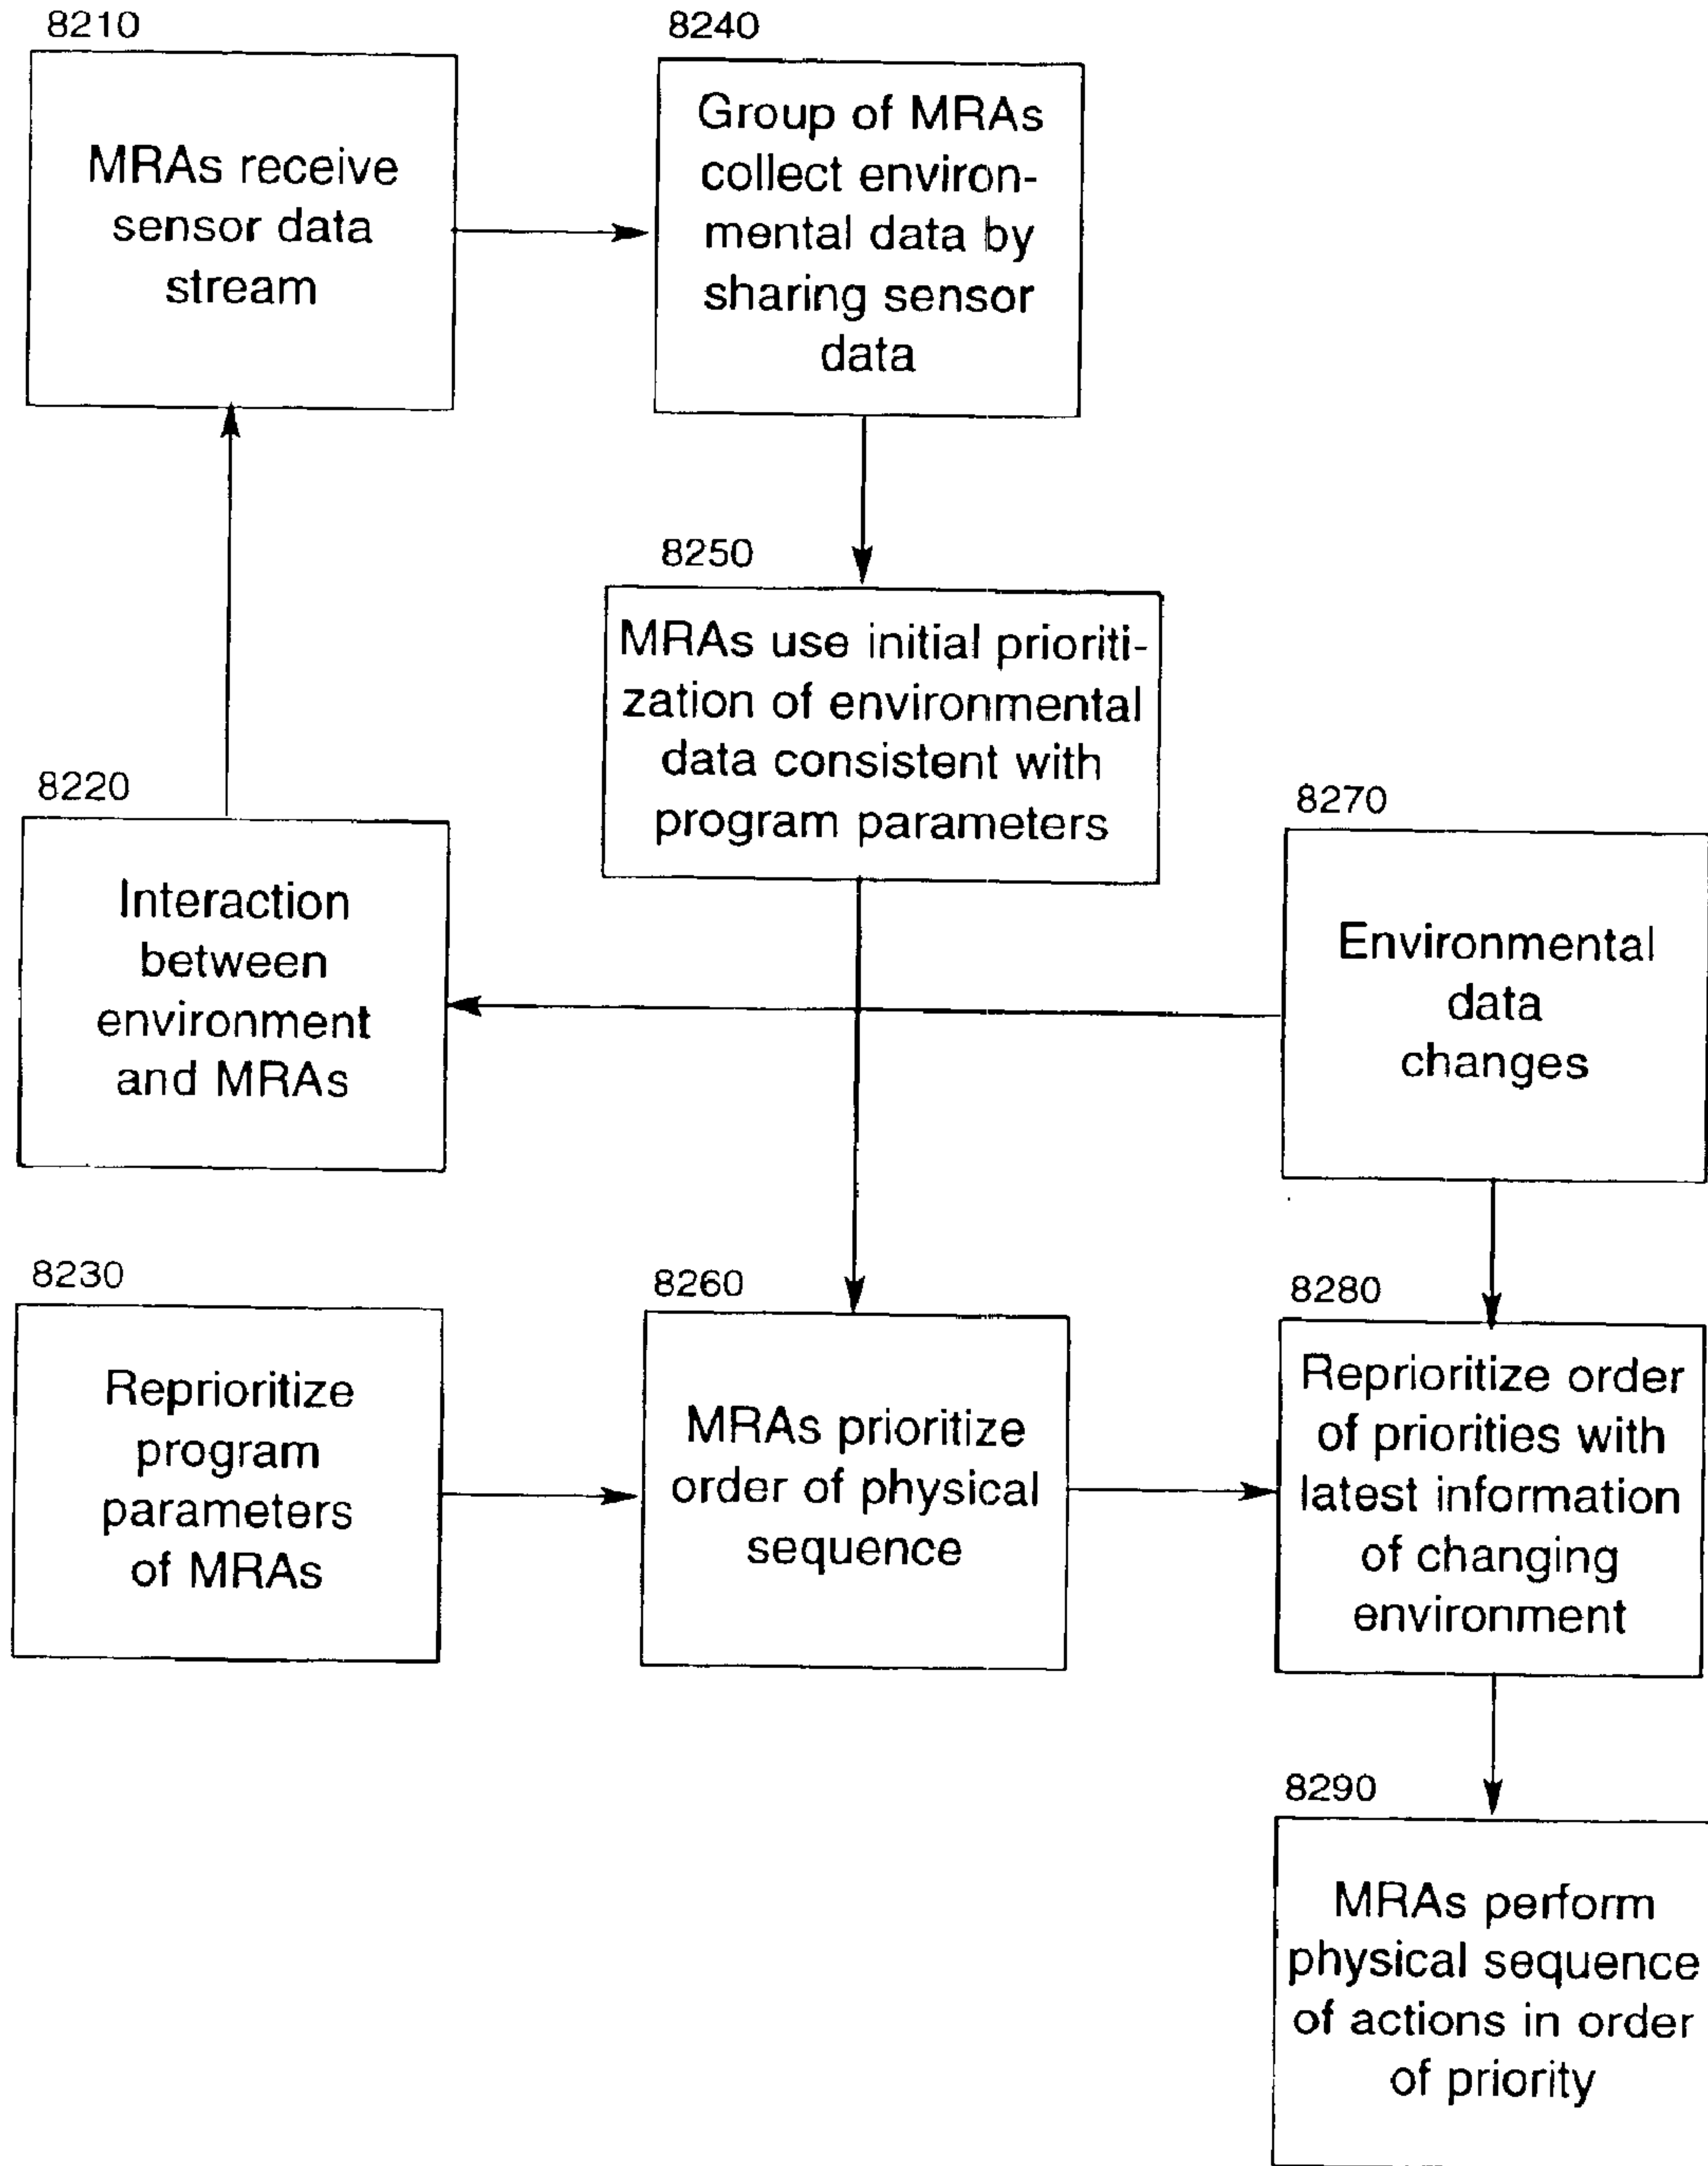 8210
MRAs receive
sensor data
stream
8240
Group of MRAs
collect environ-
mental data by
sharing sensor
data
8250
MRAs use initial prioriti-
zation of environmental
data consistent with
program parameters
8220
Interaction
between
environment
and MRAs
8270
Environmental
data
changes
8230
Reprioritize
program
parameters
of MRAs
8260
MRAs prioritize
order of physical
sequence
8280
Reprioritize order
of priorities with
latest information
of changing
environment
8290
MRAs perform
physical sequence
of actions in order
of priority